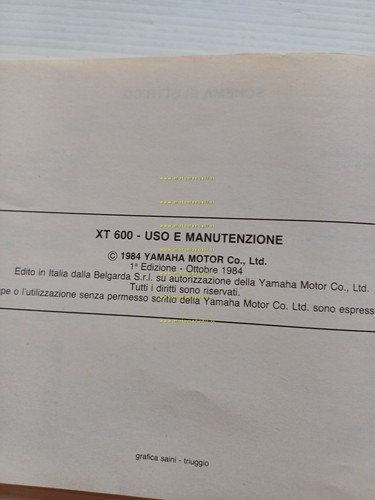 XT 600 - USO E MANUTENZIONE
© 1984 YAMAHA MOTOR Co., Ltd.
1ª Edizione - Ottobre 1984
Edito in Italia dalla Belgarda S.r.l. su autorizzazione della Yamaha Motor Co., Ltd.
Tutti i diritti sono riservati.
pe o l'utilizzazione senza permesso scritto della Yamaha Motor Co. Ltd. sono espress
grafica saini - triuggio